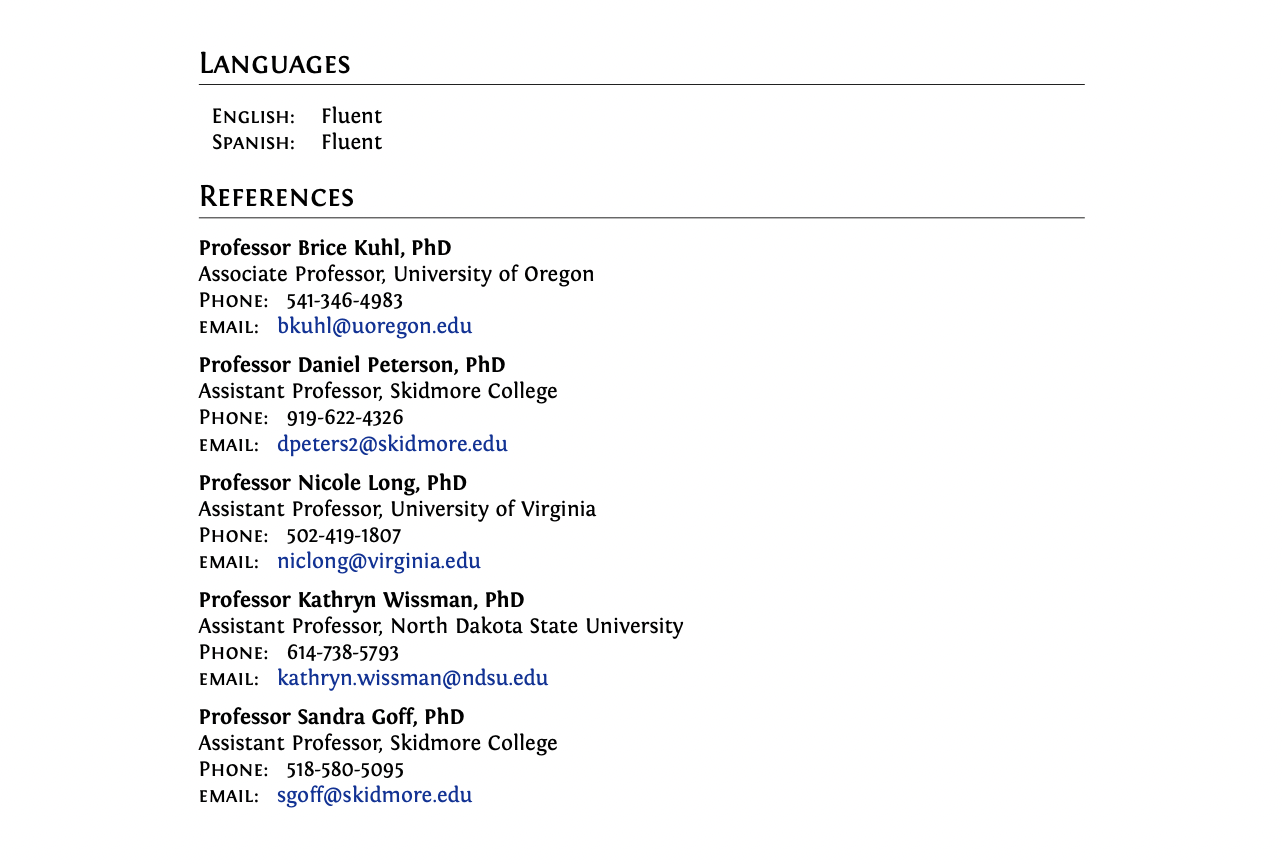 Languages
English: Fluent
Spanish: Fluent
References
Professor Brice Kuhl, PhD
Associate Professor, University of Oregon
Phone: 541-346-4983
email: bkuhl@uoregon.edu
Professor Daniel Peterson, PhD
Assistant Professor, Skidmore College
Phone: 919-622-4326
email: dpeters2@skidmore.edu
Professor Nicole Long, PhD
Assistant Professor, University of Virginia
Phone: 502-419-1807
email: niclong@virginia.edu
Professor Kathryn Wissman, PhD
Assistant Professor, North Dakota State University
Phone: 614-738-5793
email: kathryn.wissman@ndsu.edu
Professor Sandra Goff, PhD
Assistant Professor, Skidmore College
Phone: 518-580-5095
email: sgoff@skidmore.edu